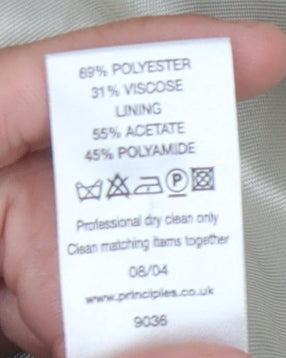 69% POLYESTER
31% VISCOSE
LINING
55% ACETATE
45% POLYAMIDE
P
Professional dry clean only
Clean matching items together
08/04
www.principles.co.uk
9036